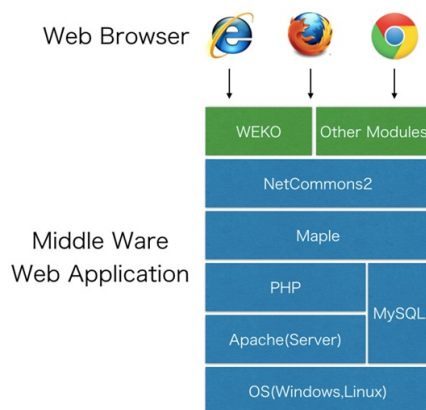 Web Browser
WEKO
Other Modules
NetCommons2
Maple
Middle Ware
Web Application
PHP
MySQL
Apache(Server)
OS(Windows,Linux)